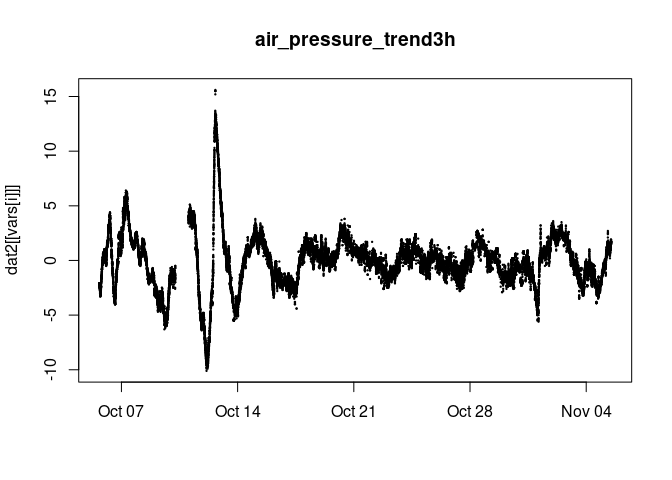 air_pressure_trend3h
dat2[[vars[i]]]
15
10
5
0
-5
-10
Oct 07
Oct 14
Oct 21
Oct 28
Nov 04